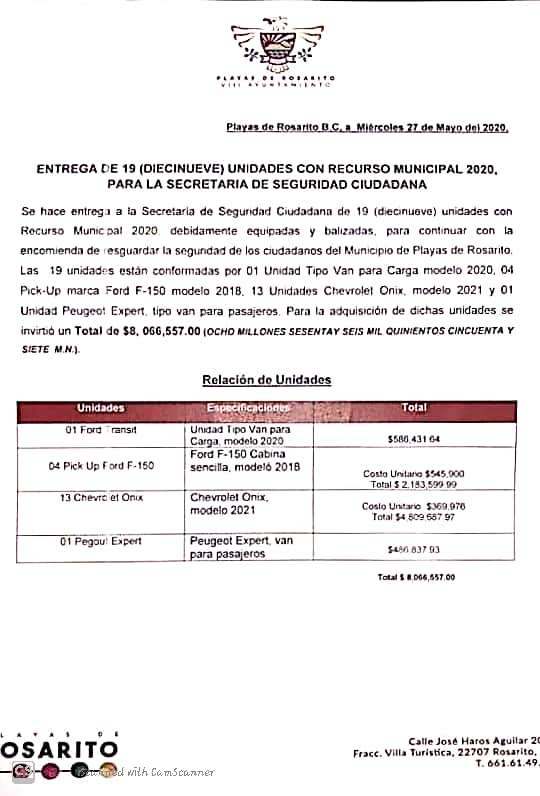 PLAYAS DE ROSARITO
VIII AYUNTAMIENTO
Playas de Rosarito B.C. a Miércoles 27 de Mayo del 2020.
ENTREGA DE 19 (DIECINUEVE) UNIDADES CON RECURSO MUNICIPAL 2020,
PARA LA SECRETARIA DE SEGURIDAD CIUDADANA
Se hace entrega a la Secretaria de Seguridad Ciudadana de 19 (diecinueve) unidades con
Recurso Municipal 2020, debidamente equipadas y balizadas, para continuar con la
encomienda de resguardar la seguridad de los ciudadanos del Municipio de Playas de Rosarito.
Las 19 unidades están conformadas por 01 Unidad Tipo Van para Carga modelo 2020, 04
Pick-Up marca Ford F-150 modelo 2018, 13 Unidades Chevrolet Onix, modelo 2021 y 01
Unidad Peugeot Expert, tipo van para pasajeros. Para la adquisición de dichas unidades se
invirtió un Total de $8, 066,557.00 (OCHO MILLONES SESENTAY SEIS MIL QUINIENTOS CINCUENTA Y
SIETE M.N.).
Relación de Unidades
Unidades Especificaciones Total
01 Ford Transit Unidad Tipo Van para
Carga, modelo 2020 $586,431.64
04 Pick Up Ford F-150 Ford F-150 Cabina
sencilla, modelo 2018 Costo Unitario $545,900
Total $ 2,183,599.99
13 Chevrolet Onix Chevrolet Onix,
modelo 2021 Costo Unitario $369,976
Total $4,809,687.97
01 Pegout Expert Peugeot Expert, van
para pasajeros $486,837.93
Total $ 8,066,557.00
LAYAS DE
OSARITO
CS Scanned with CamScanner
Calle José Haros Aguilar 20
Fracc. Villa Turística, 22707 Rosarito,
T. 661.61.49.